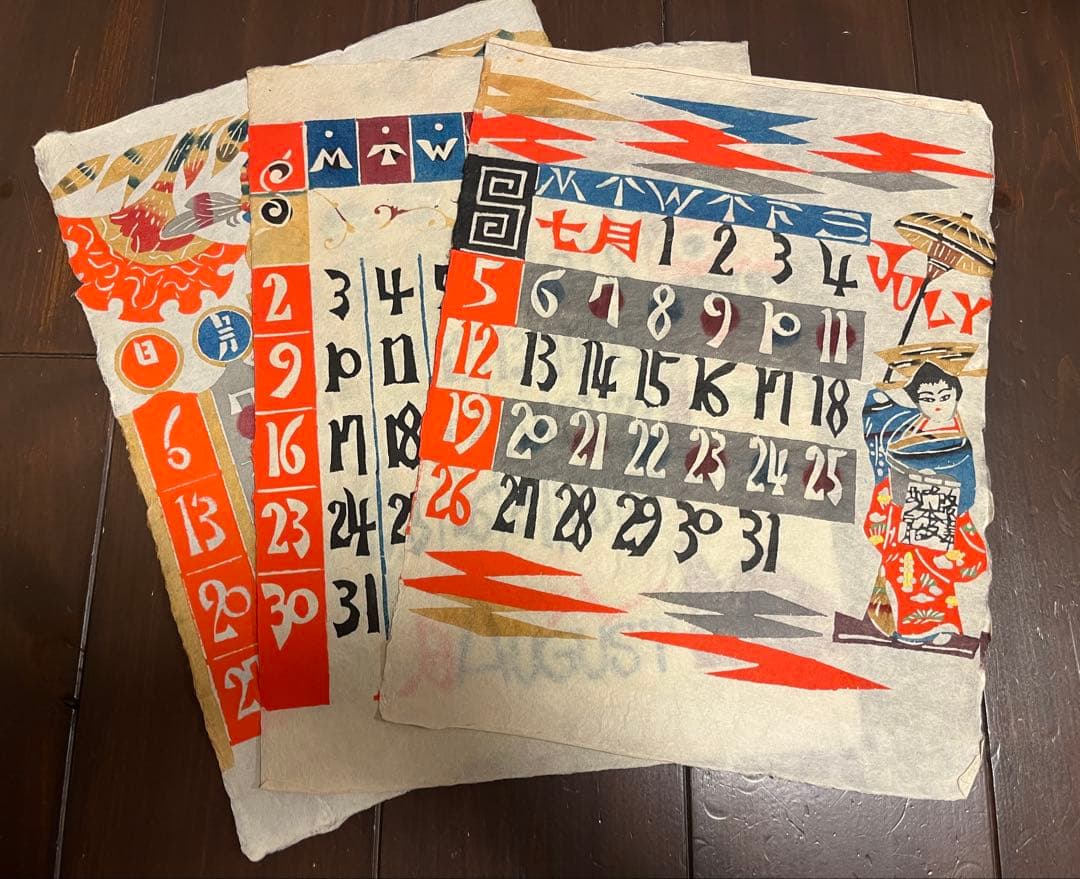 日
6
13
20
M T W
2 3 4
9 10 11
16 17 18
23 24
30 31
S M T W T F S
七月 1 2 3 4
JULY
5 6 7 8 9 10 11
12 13 14 15 16 17 18
19 20 21 22 23 24 25
26 27 28 29 30 31
AUGUST